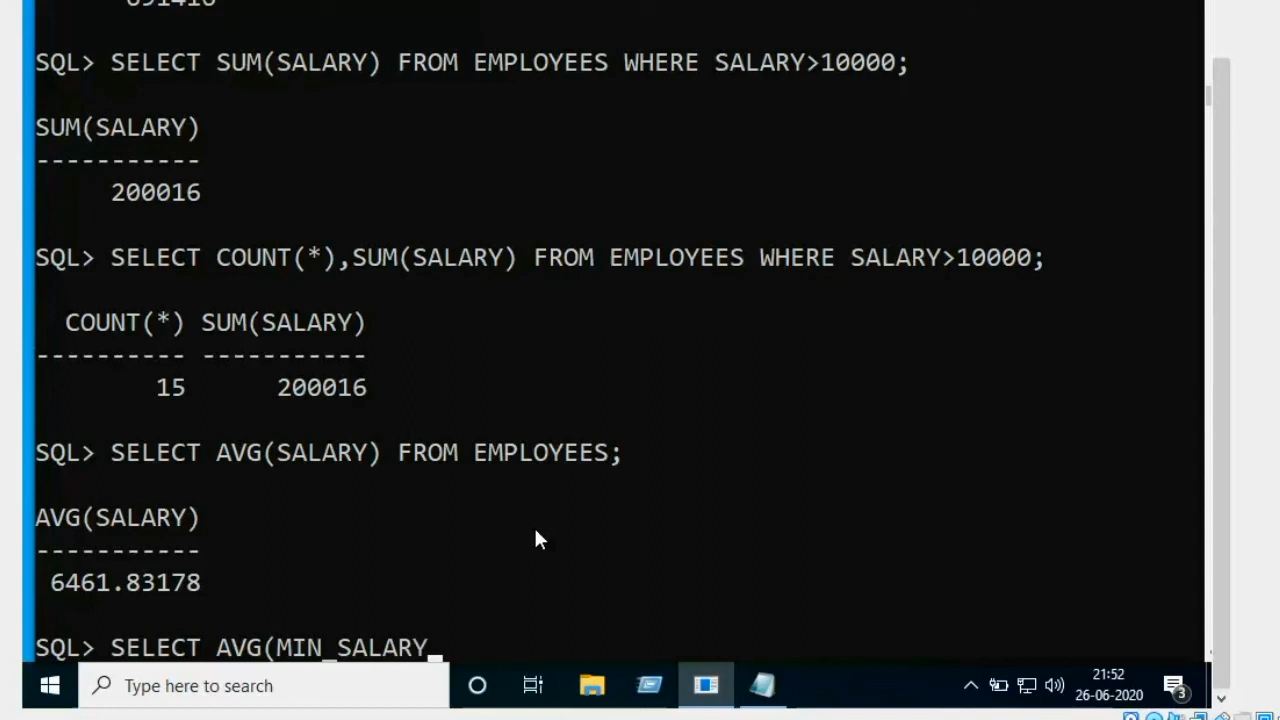 SQL> SELECT SUM(SALARY) FROM EMPLOYEES WHERE SALARY>10000;
SUM(SALARY)
-----------
200016
SQL> SELECT COUNT(*),SUM(SALARY) FROM EMPLOYEES WHERE SALARY>10000;
COUNT(*) SUM(SALARY)
---------- -----------
15 200016
SQL> SELECT AVG(SALARY) FROM EMPLOYEES;
AVG(SALARY)
-----------
6461.83178
SQL> SELECT AVG(MIN_SALARY
Type here to search
21:52
26-06-2020
3